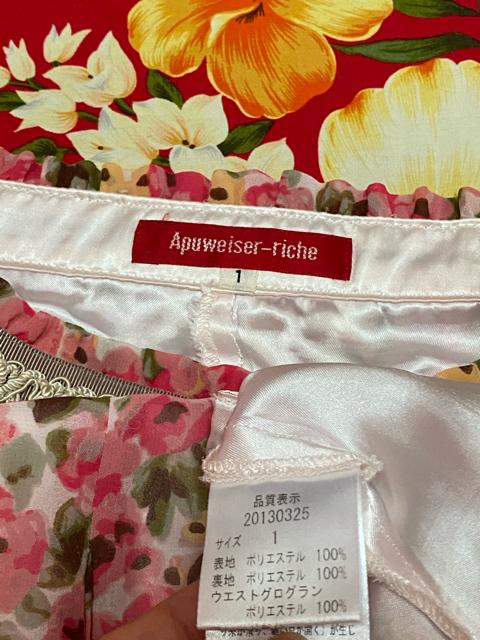 Apuweiser-riche
1
品質表示
20130325
サイズ 1
表地 ポリエステル 100%
裏地 ポリエステル 100%
ウエストグログラン
ポリエステル 100%